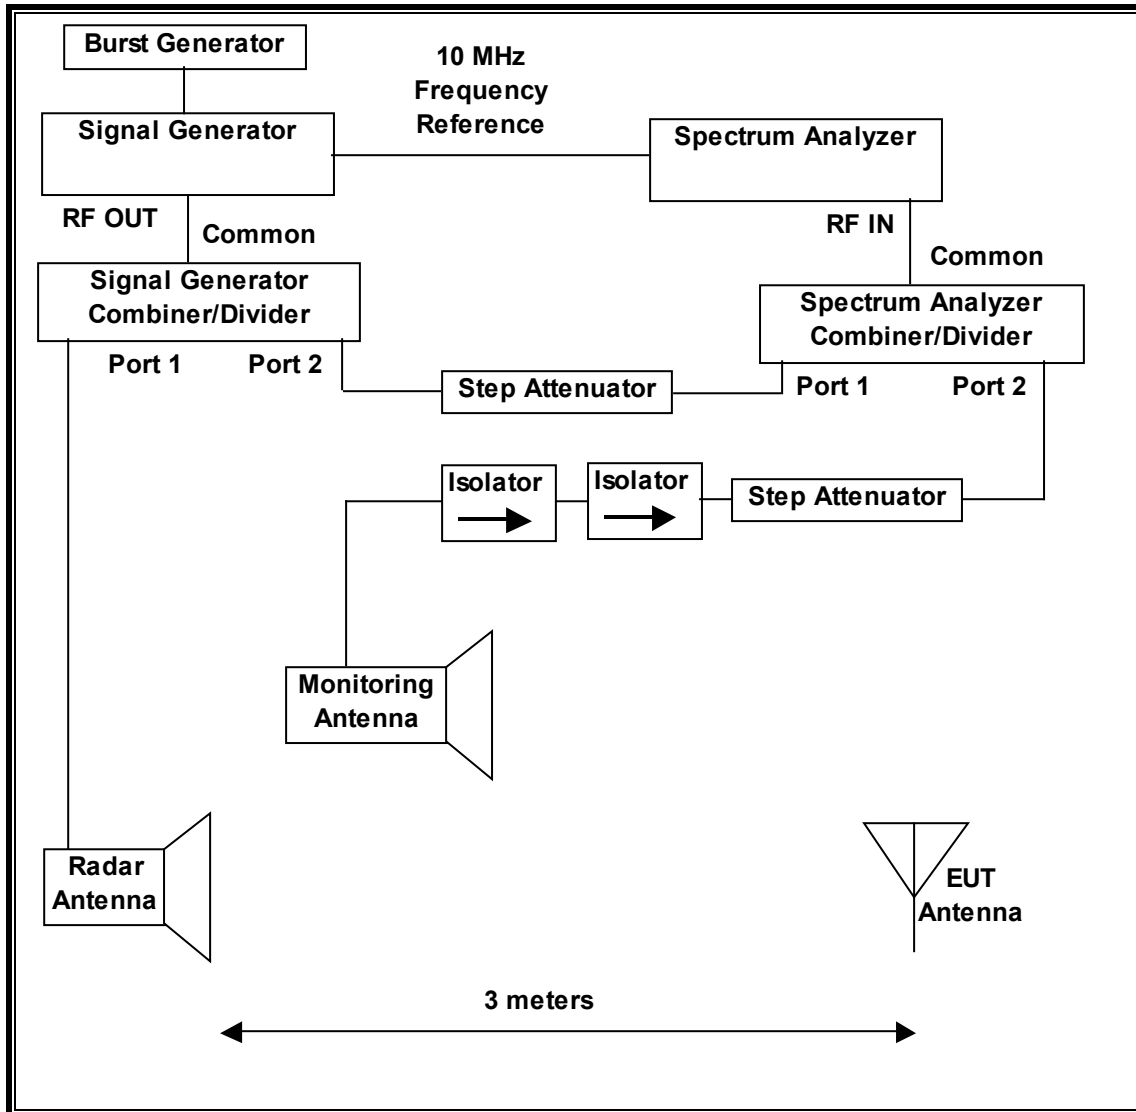 Burst Generator
10 MHz
Frequency
Reference
Signal Generator
Spectrum Analyzer
RF OUT
Common
RF IN
Common
Signal Generator
Combiner/Divider
Spectrum Analyzer
Combiner/Divider
Port 1
Port 2
Step Attenuator
Port 1
Port 2
Isolator
Isolator
Step Attenuator
Monitoring
Antenna
Radar
Antenna
EUT
Antenna
3 meters